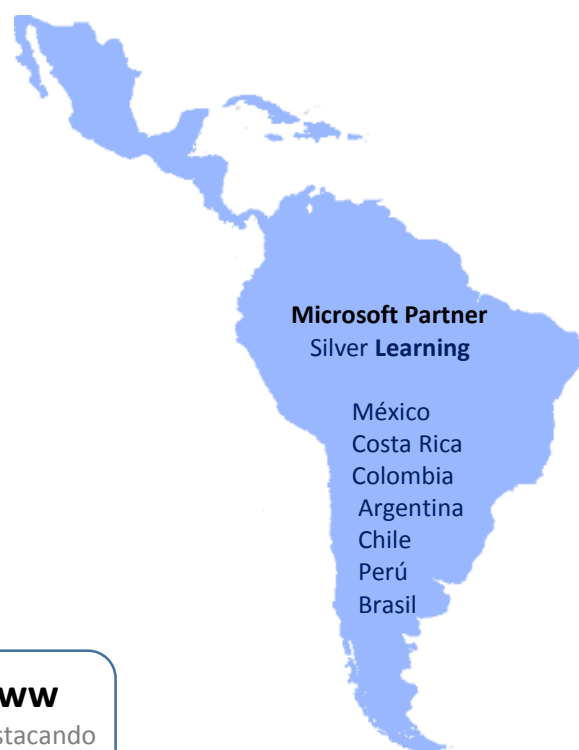 Microsoft Partner
Silver Learning
México
Costa Rica
Colombia
Argentina
Chile
Perú
Brasil
ww
stacando